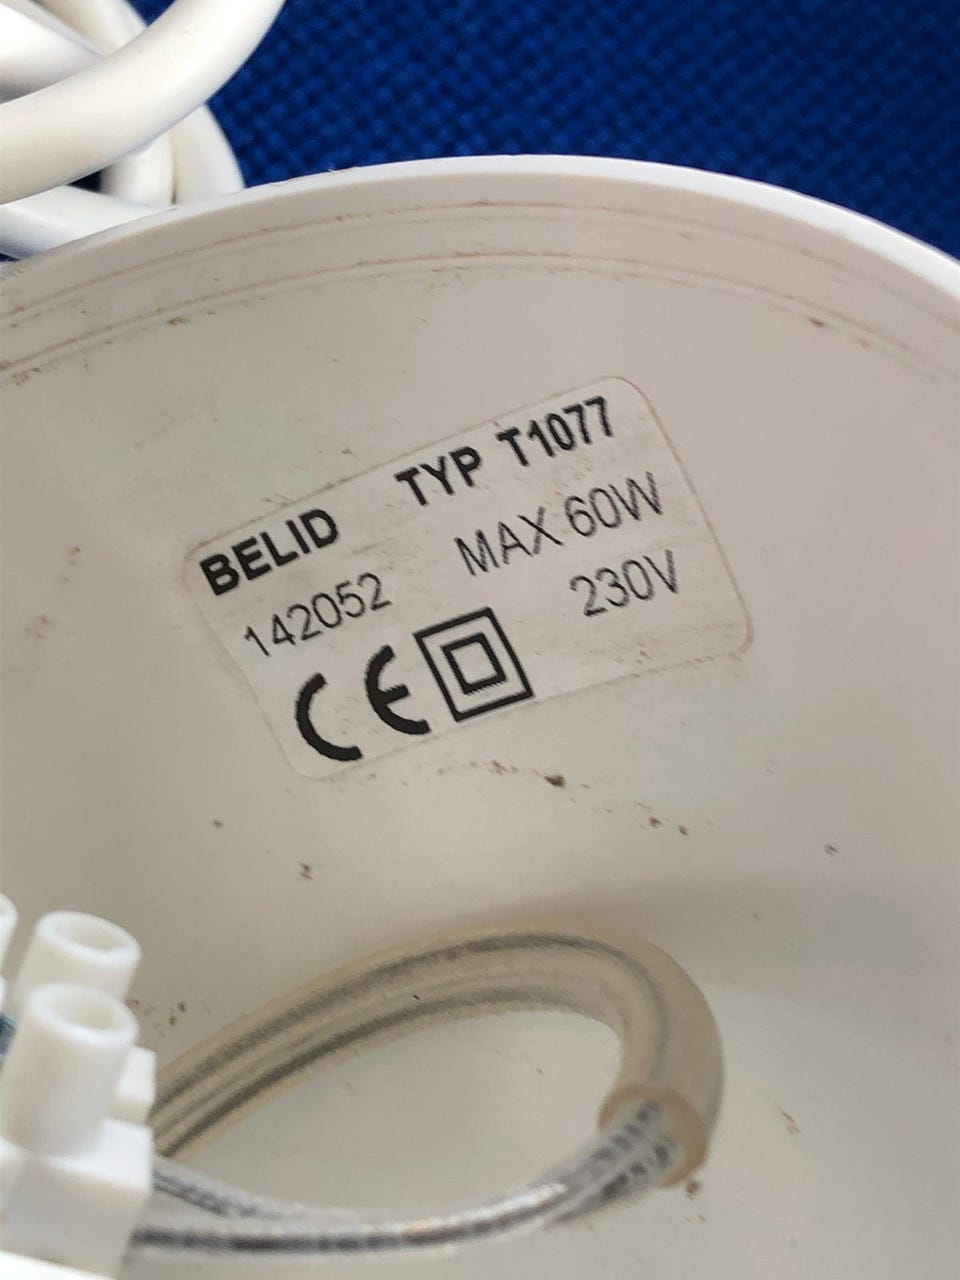 BELID TYP T1077
142052 MAX 60W
230V
CE